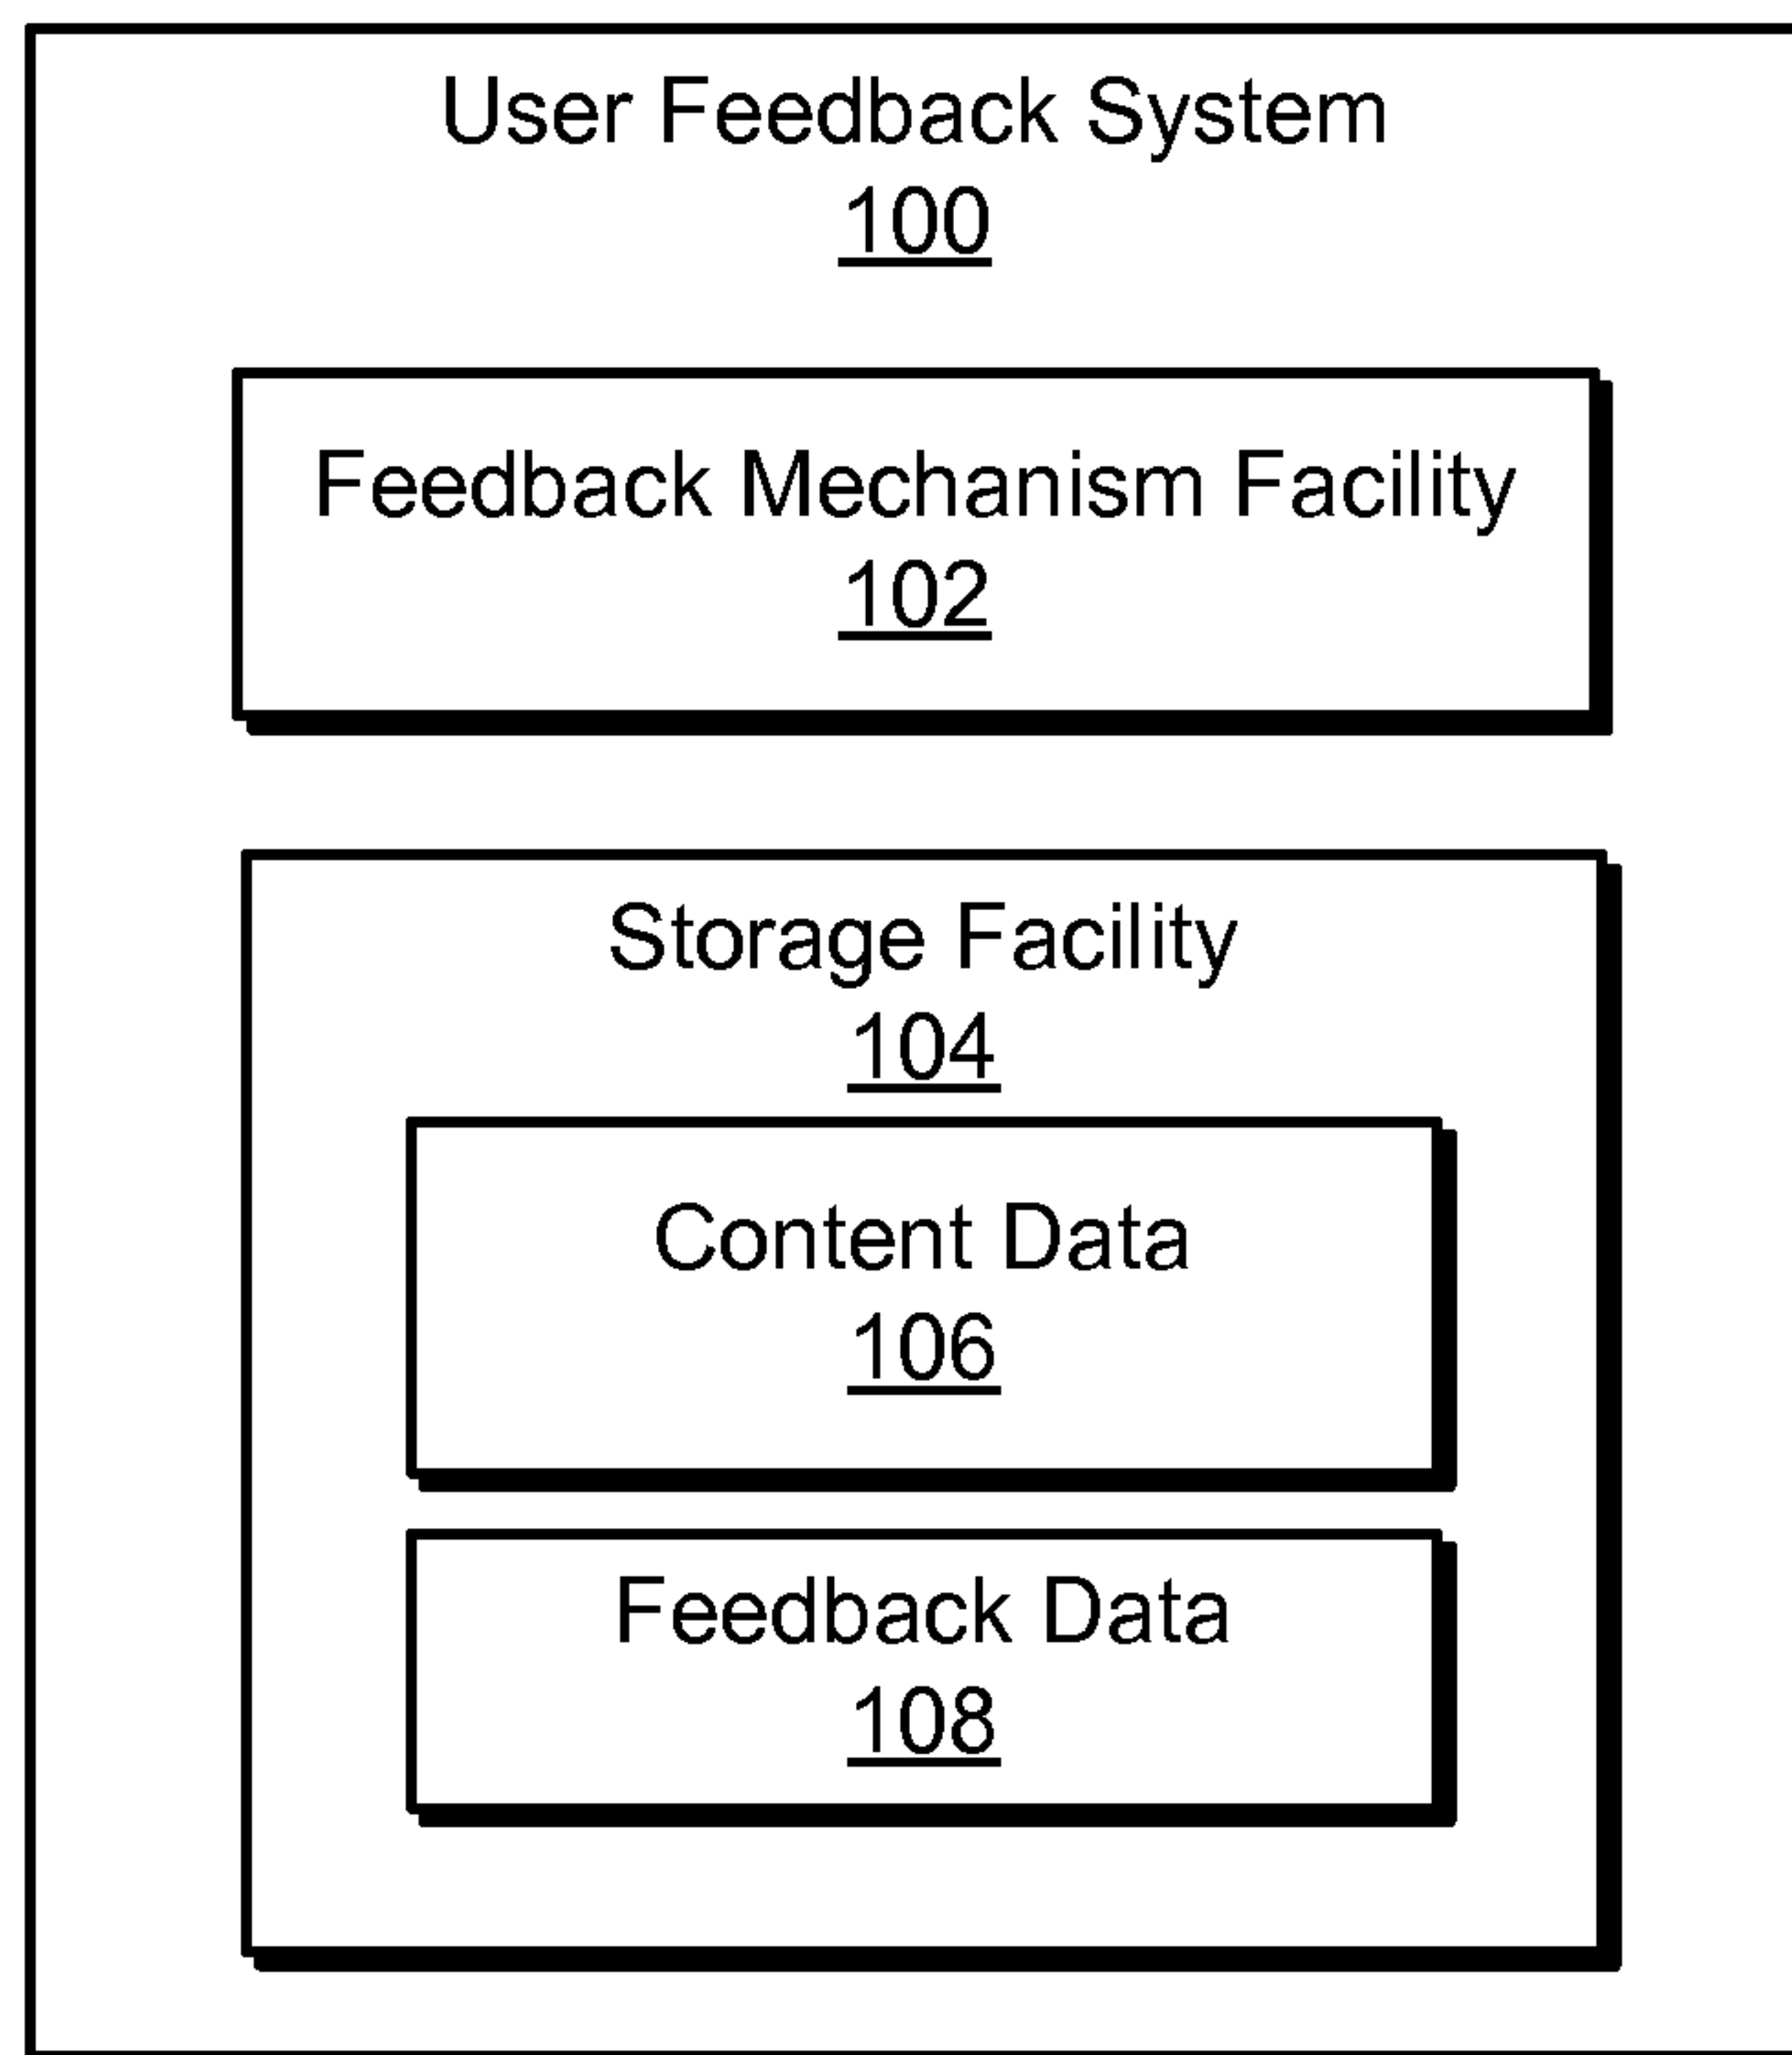 User Feedback System
100
Feedback Mechanism Facility
102
Storage Facility
104
Content Data
106
Feedback Data
108